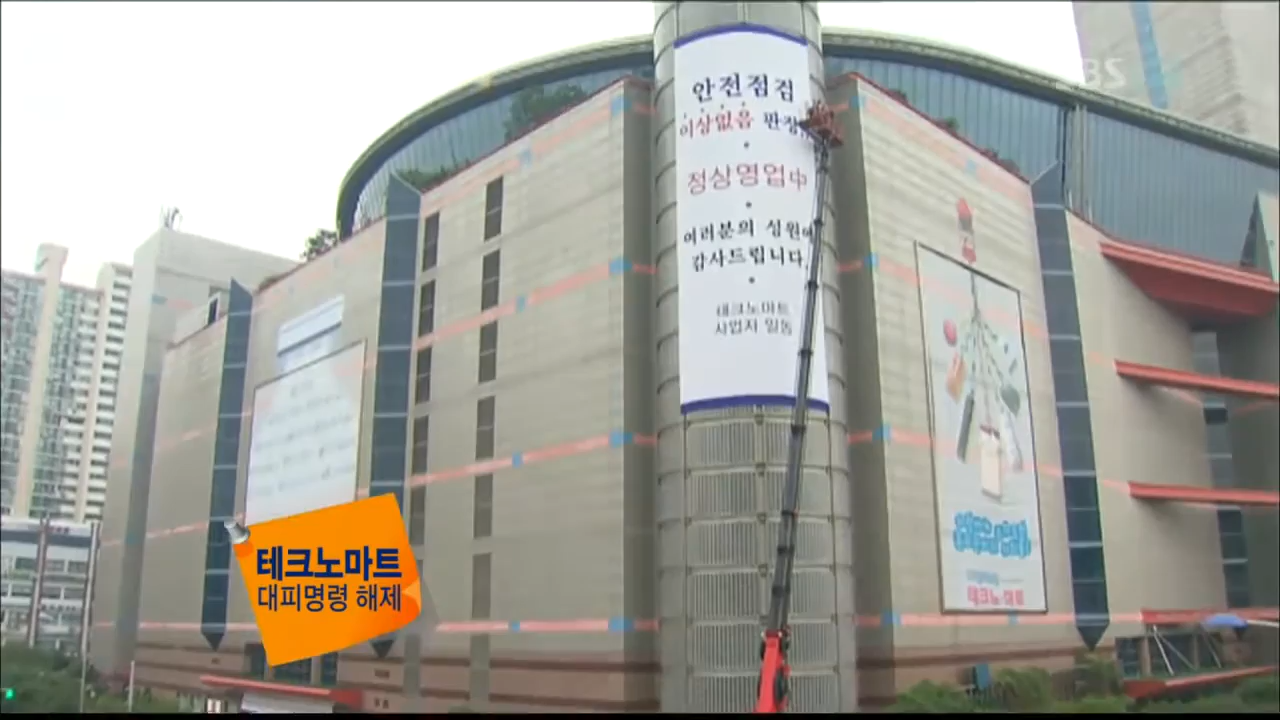 안전점검
이상없음 판정
정상영업中
여러분의 성원에
감사드립니다.
테크노마트
사업자 일동
테크노마트
대피명령 해제
테크노마트